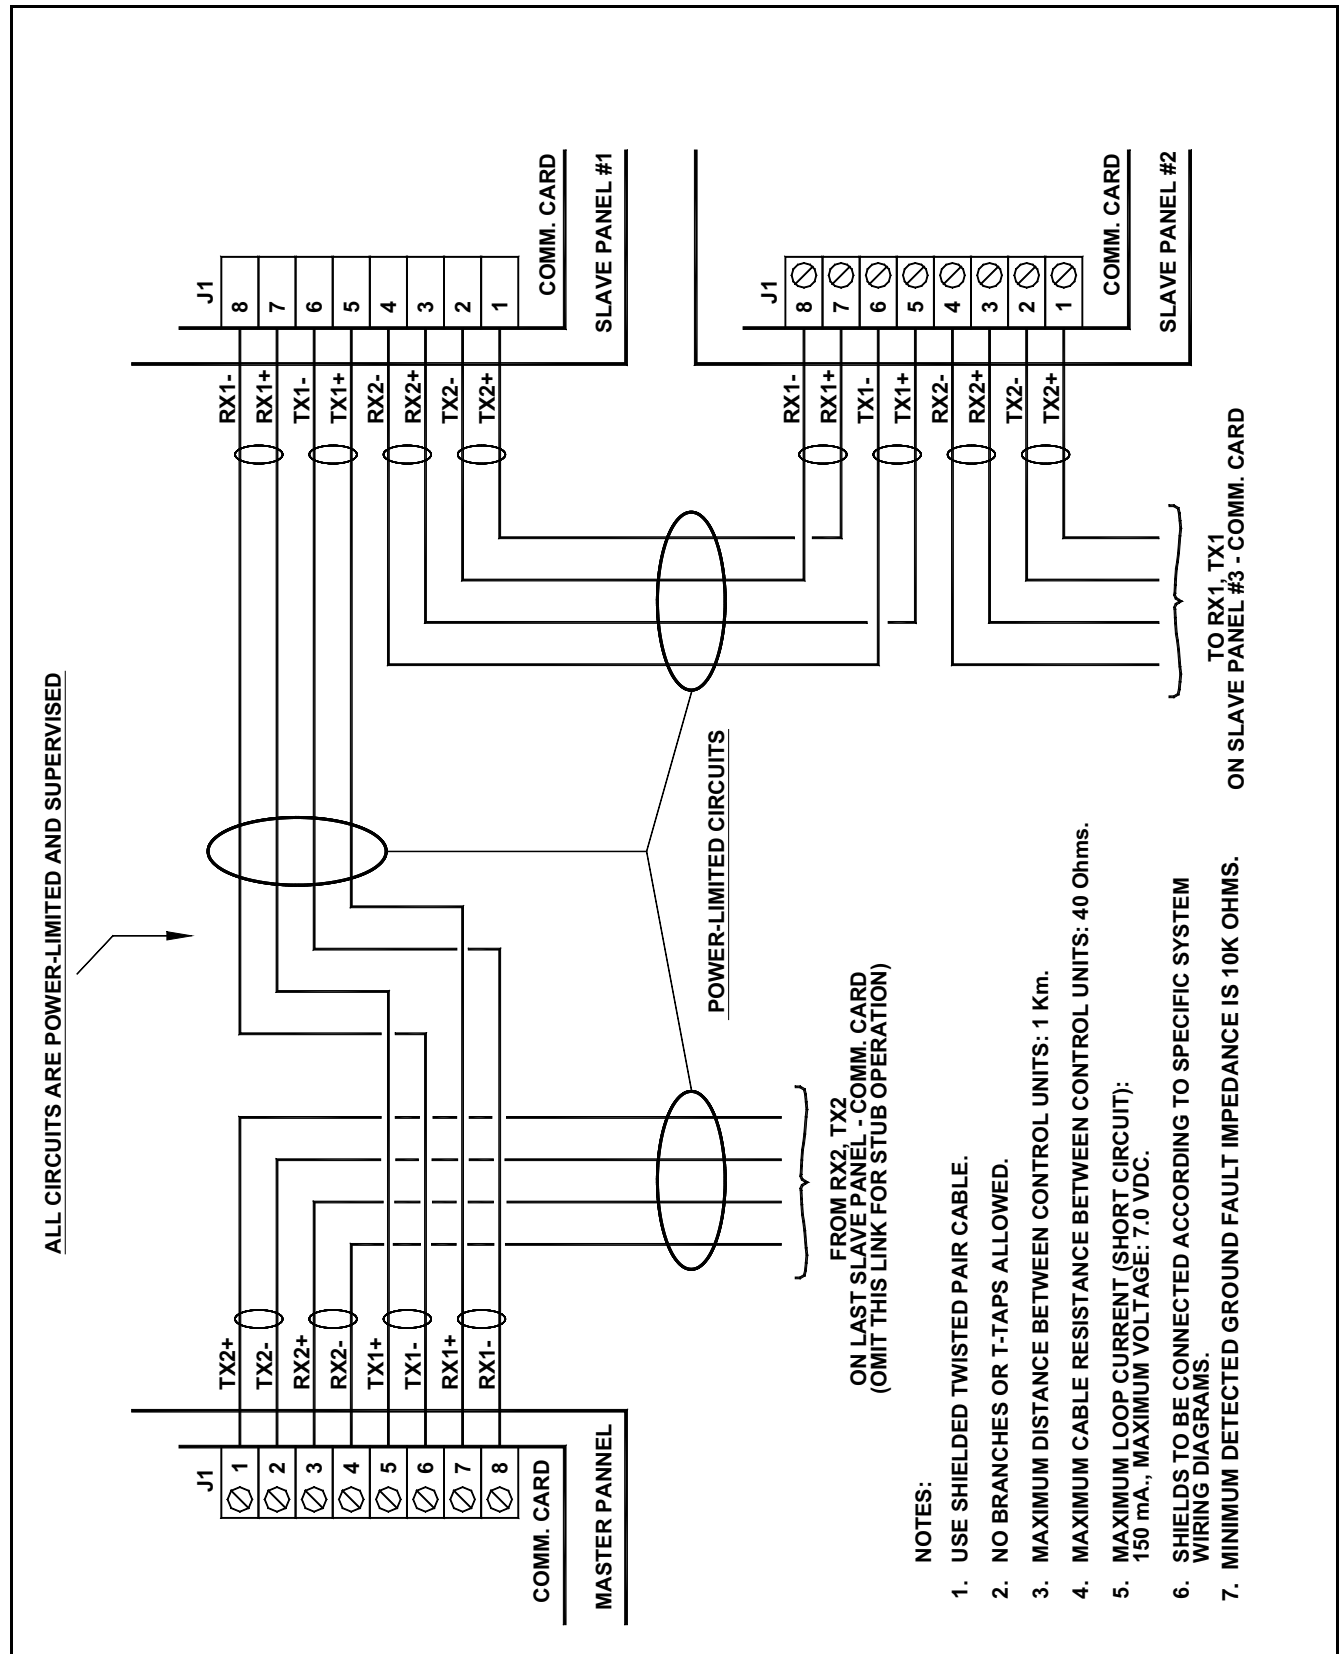 ALL CIRCUITS ARE POWER-LIMITED AND SUPERVISED
J1
1
2
3
4
5
6
7
8
TX2+
TX2-
RX2+
RX2-
TX1+
TX1-
RX1+
RX1-
COMM. CARD
MASTER PANNEL
J1
8
7
6
5
4
3
2
1
RX1-
RX1+
TX1-
TX1+
RX2-
RX2+
TX2-
TX2+
COMM. CARD
SLAVE PANEL #1
POWER-LIMITED CIRCUITS
J1
8
7
6
5
4
3
2
1
RX1-
RX1+
TX1-
TX1+
RX2-
RX2+
TX2-
TX2+
COMM. CARD
SLAVE PANEL #2
FROM RX2, TX2
ON LAST SLAVE PANEL - COMM. CARD
(OMIT THIS LINK FOR STUB OPERATION)
TO RX1, TX1
ON SLAVE PANEL #3 - COMM. CARD
NOTES:
1. USE SHIELDED TWISTED PAIR CABLE.
2. NO BRANCHES OR T-TAPS ALLOWED.
3. MAXIMUM DISTANCE BETWEEN CONTROL UNITS: 1 Km.
4. MAXIMUM CABLE RESISTANCE BETWEEN CONTROL UNITS: 40 Ohms.
5. MAXIMUM LOOP CURRENT (SHORT CIRCUIT):
150 mA., MAXIMUM VOLTAGE: 7.0 VDC.
6. SHIELDS TO BE CONNECTED ACCORDING TO SPECIFIC SYSTEM
WIRING DIAGRAMS.
7. MINIMUM DETECTED GROUND FAULT IMPEDANCE IS 10K OHMS.